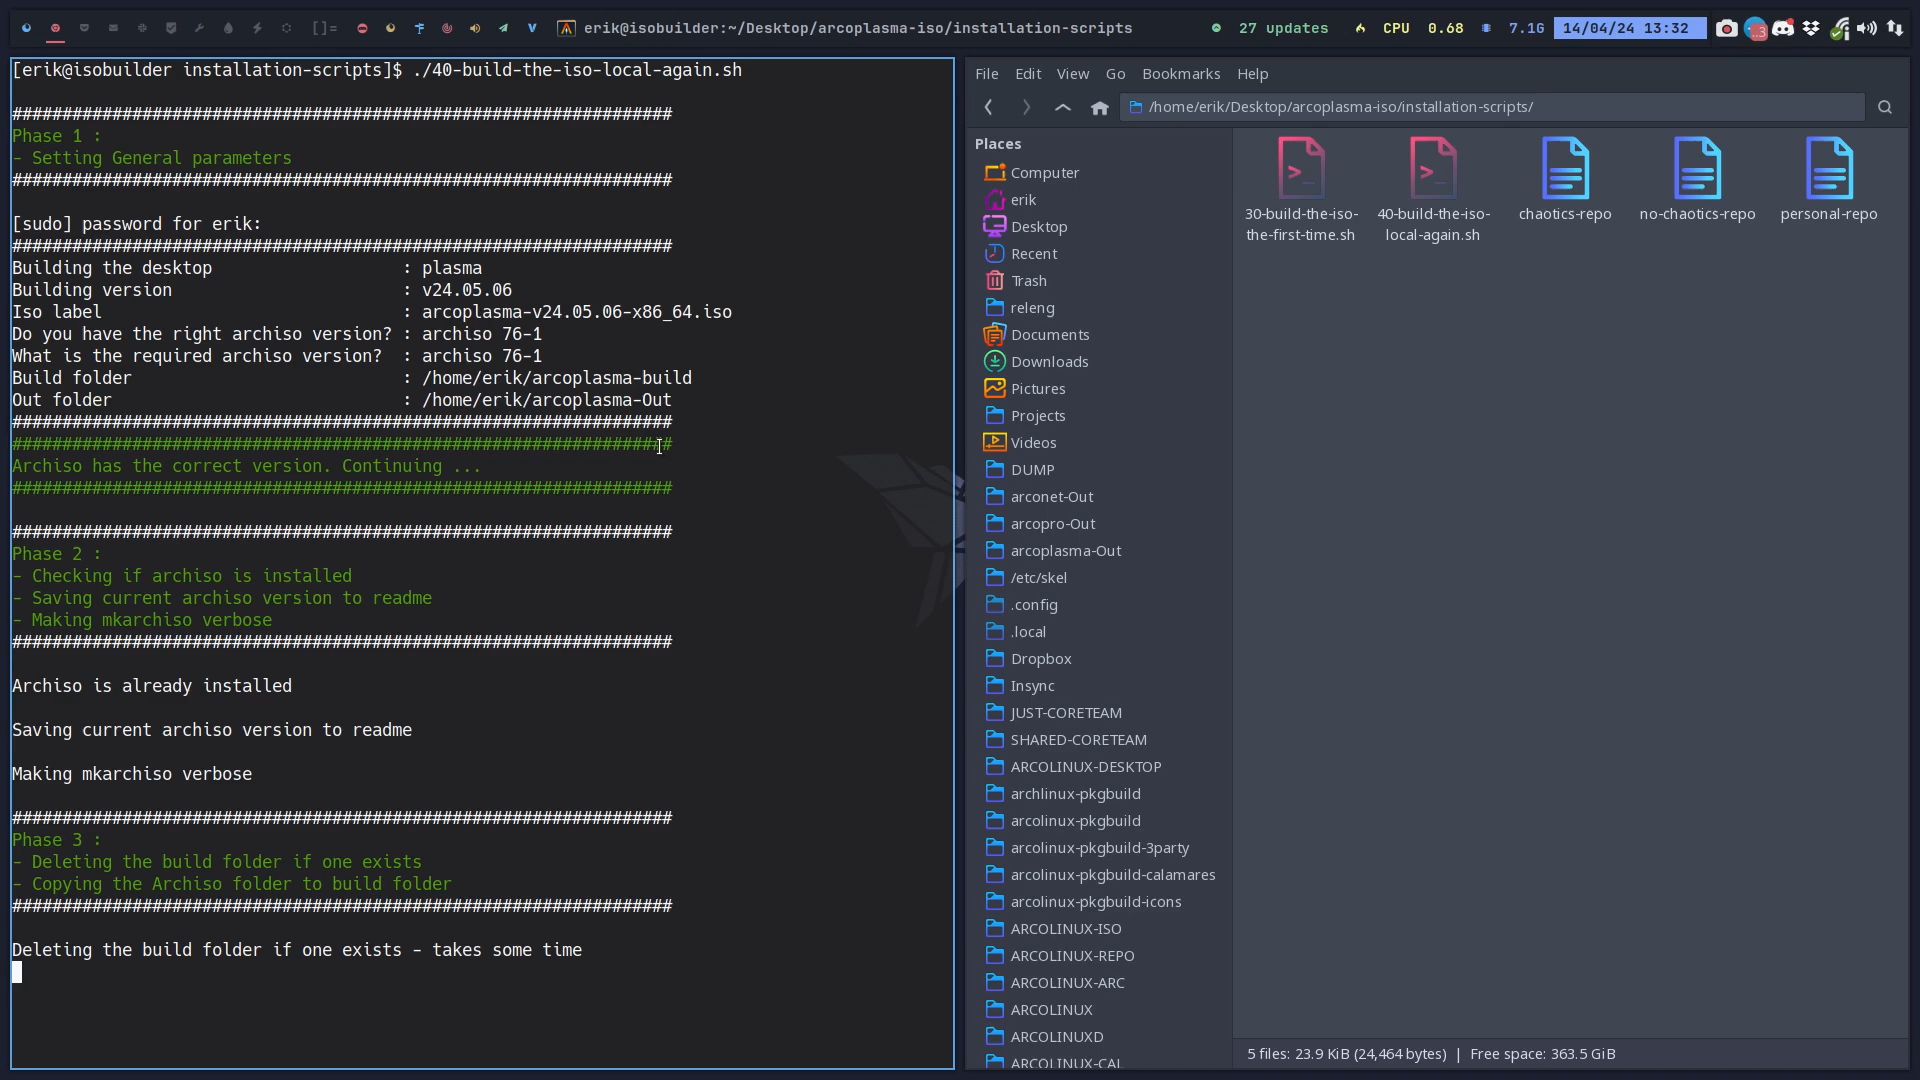 []= erik@isobuilder:~/Desktop/arcoplasma-iso/installation-scripts 27 updates CPU 0.68 7.1G 14/04/24 13:32
[erik@isobuilder installation-scripts]$ ./40-build-the-iso-local-again.sh
##################################################################
Phase 1 :
- Setting General parameters
##################################################################
[sudo] password for erik:
##################################################################
Building the desktop : plasma
Building version : v24.05.06
Iso label : arcoplasma-v24.05.06-x86_64.iso
Do you have the right archiso version? : archiso 76-1
What is the required archiso version? : archiso 76-1
Build folder : /home/erik/arcoplasma-build
Out folder : /home/erik/arcoplasma-Out
##################################################################
##################################################################
Archiso has the correct version. Continuing ...
##################################################################
##################################################################
Phase 2 :
- Checking if archiso is installed
- Saving current archiso version to readme
- Making mkarchiso verbose
##################################################################
Archiso is already installed
Saving current archiso version to readme
Making mkarchiso verbose
##################################################################
Phase 3 :
- Deleting the build folder if one exists
- Copying the Archiso folder to build folder
##################################################################
Deleting the build folder if one exists - takes some time
File Edit View Go Bookmarks Help
/home/erik/Desktop/arcoplasma-iso/installation-scripts/
Places
Computer
erik
Desktop
Recent
Trash
releng
Documents
Downloads
Pictures
Projects
Videos
DUMP
arconet-Out
arcopro-Out
arcoplasma-Out
/etc/skel
.config
.local
Dropbox
Insync
JUST-CORETEAM
SHARED-CORETEAM
ARCOLINUX-DESKTOP
archlinux-pkgbuild
arcolinux-pkgbuild
arcolinux-pkgbuild-3party
arcolinux-pkgbuild-calamares
arcolinux-pkgbuild-icons
ARCOLINUX-ISO
ARCOLINUX-REPO
ARCOLINUX-ARC
ARCOLINUX
ARCOLINUXD
ARCOLINUX-CAL
30-build-the-iso-
the-first-time.sh
40-build-the-iso-
local-again.sh
chaotics-repo
no-chaotics-repo
personal-repo
5 files: 23.9 KiB (24,464 bytes) | Free space: 363.5 GiB